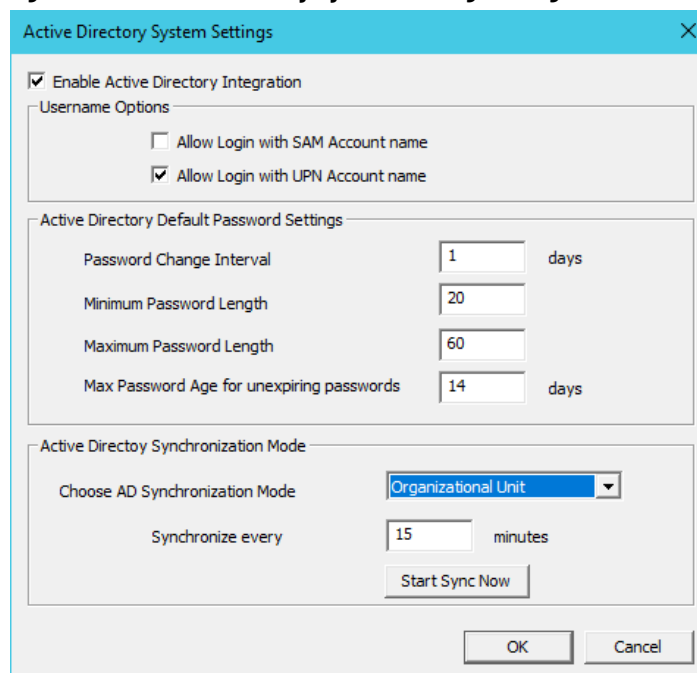 Active Directory System Settings
Enable Active Directory Integration
Username Options
Allow Login with SAM Account name
Allow Login with UPN Account name
Active Directory Default Password Settings
Password Change Interval 1 days
Minimum Password Length 20
Maximum Password Length 60
Max Password Age for unexpiring passwords 14 days
Active Directoy Synchronization Mode
Choose AD Synchronization Mode Organizational Unit
Synchronize every 15 minutes
Start Sync Now
OK Cancel